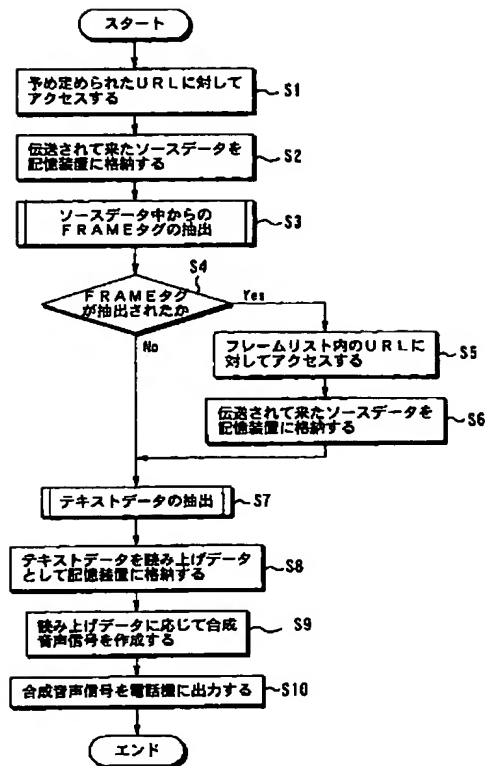 スタート
予め定められたURLに対して
アクセスする
S1
伝送されて来たソースデータを
記憶装置に格納する
S2
ソースデータ中からの
FRAMEタグの抽出
S3
S4
FRAMEタグ
が抽出されたか
Yes
No
フレームリスト内のURLに
対してアクセスする
S5
伝送されて来たソースデータを
記憶装置に格納する
S6
テキストデータの抽出
S7
テキストデータを読み上げデータ
として記憶装置に格納する
S8
読み上げデータに応じて合成
音声信号を作成する
S9
合成音声信号を電話機に出力する
S10
エンド